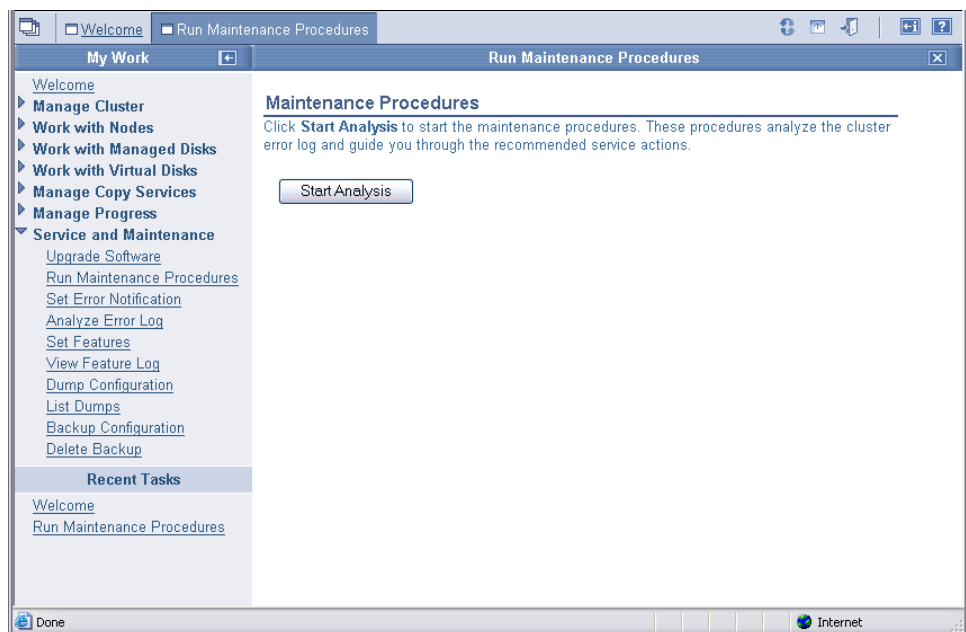 Welcome
Run Maintenance Procedures
My Work
Run Maintenance Procedures
Welcome
Manage Cluster
Work with Nodes
Work with Managed Disks
Work with Virtual Disks
Manage Copy Services
Manage Progress
Service and Maintenance
Upgrade Software
Run Maintenance Procedures
Set Error Notification
Analyze Error Log
Set Features
View Feature Log
Dump Configuration
List Dumps
Backup Configuration
Delete Backup
Recent Tasks
Welcome
Run Maintenance Procedures
Maintenance Procedures
Click Start Analysis to start the maintenance procedures. These procedures analyze the cluster
error log and guide you through the recommended service actions.
Start Analysis
Done
Internet